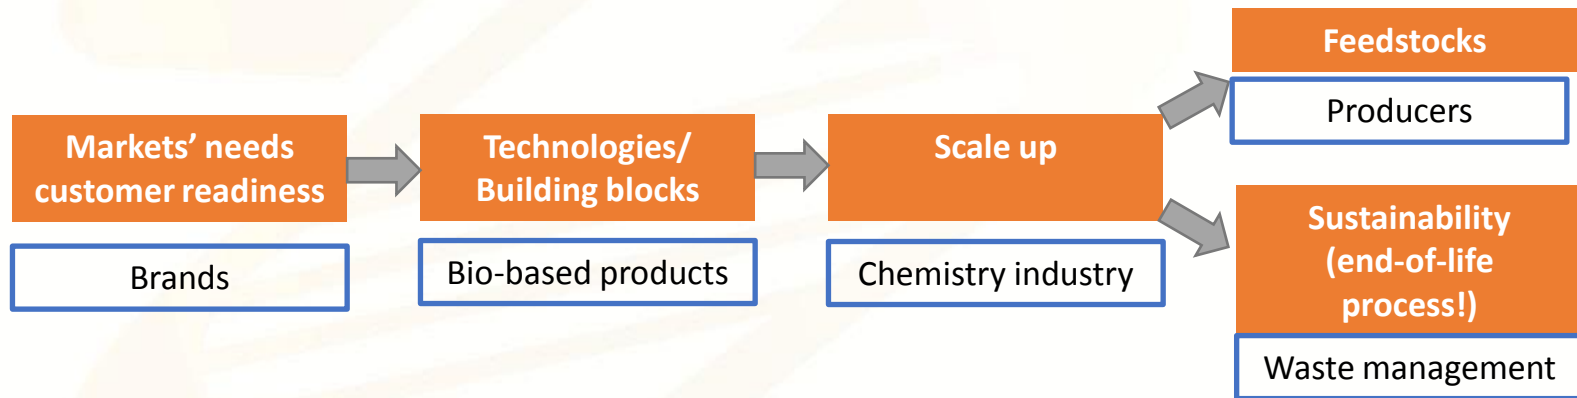 Markets’ needs
customer readiness
Brands
Technologies/
Building blocks
Bio-based products
Scale up
Chemistry industry
Feedstocks
Producers
Sustainability
(end-of-life
process!)
Waste management